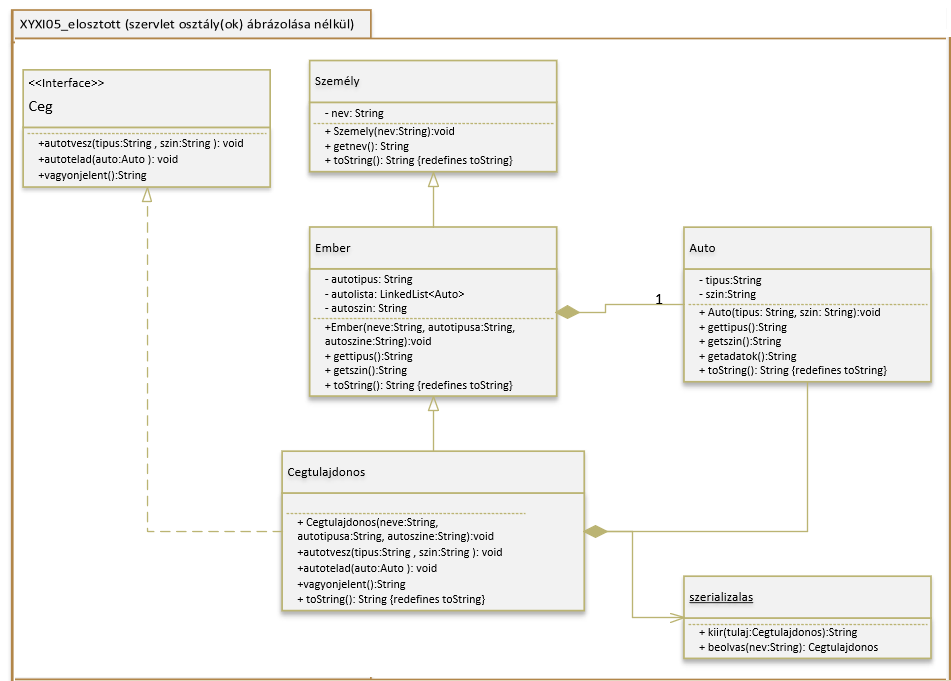 XYXI05_elosztott (szervlet osztály(ok) ábrázolása nélkül)
<<Interface>>
Ceg
+autotvesz(tipus:String , szin:String ): void
+autotelad(auto:Auto ): void
+vagyonjelent():String
Személy
- nev: String
+ Szemely(nev:String):void
+ getnev(): String
+ toString(): String {redefines toString}
Ember
- autotipus: String
- autolista: LinkedList<Auto>
- autoszin: String
+Ember(neve:String, autotipusa:String,
autoszine:String):void
+ gettipus():String
+ getszin():String
+ toString(): String {redefines toString}
1
Auto
- tipus:String
- szin:String
+ Auto(tipus: String, szin: String):void
+ gettipus():String
+ getszin():String
+ getadatok():String
+ toString(): String {redefines toString}
Cegtulajdonos
+ Cegtulajdonos(neve:String,
autotipusa:String, autoszine:String):void
+autotvesz(tipus:String , szin:String ): void
+autotelad(auto:Auto ): void
+vagyonjelent():String
+ toString(): String {redefines toString}
szerializalas
+ kiir(tulaj:Cegtulajdonos):String
+ beolvas(nev:String): Cegtulajdonos